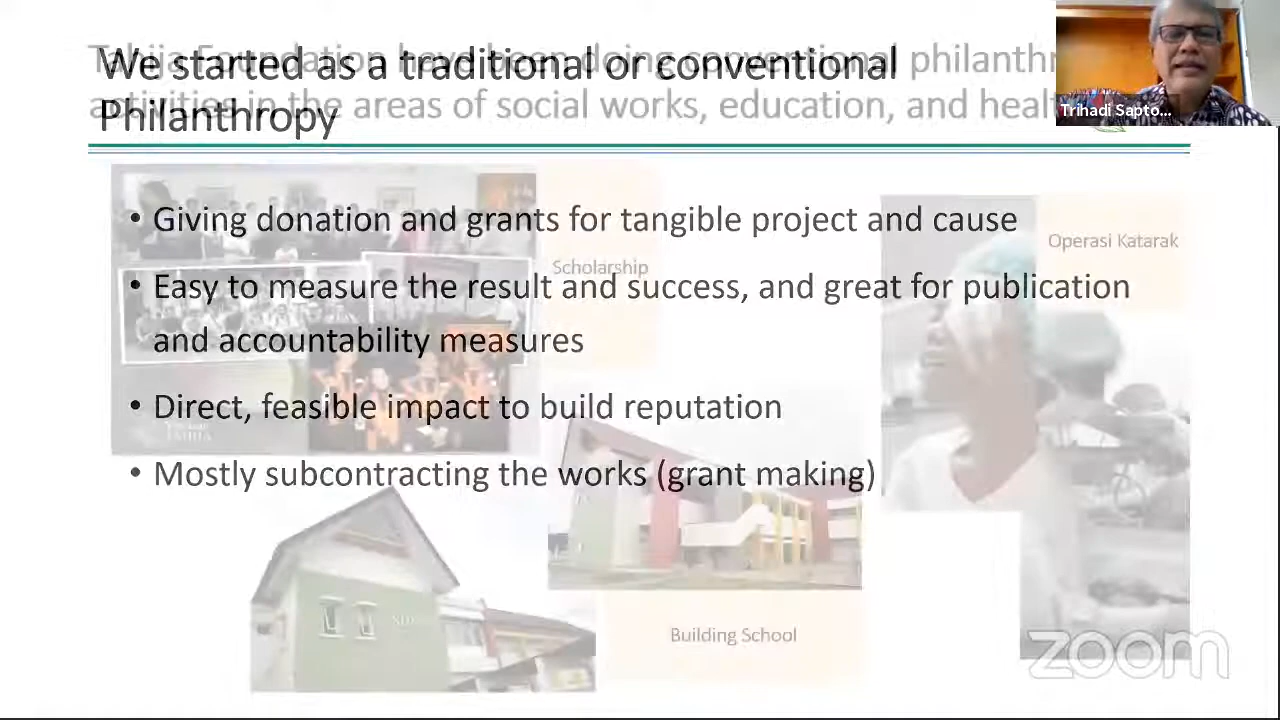 We started as a traditional or conventional
Philanthropy
Tahija Foundation have been doing conventional philanthr
activities in the areas of social works, education, and heal
Trihadi Sapto...
• Giving donation and grants for tangible project and cause
Operasi Katarak
Scholarship
• Easy to measure the result and success, and great for publication
and accountability measures
• Direct, feasible impact to build reputation
• Mostly subcontracting the works (grant making)
Building School
zoom